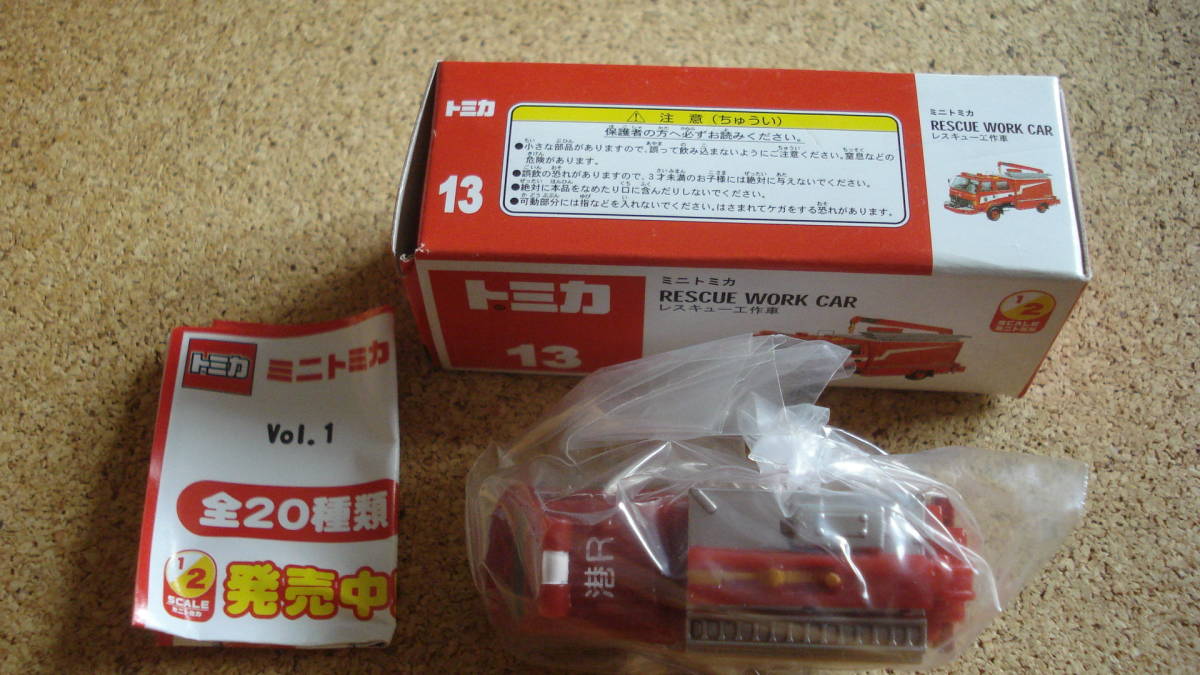 トミカ
13
⚠ 注意(ちゅうい)
保護者の方へ必ずお読みください。
●小さな部品がありますので、誤って飲み込まないようにご注意ください。窒息などの
危険があります。
●誤飲の恐れがありますので、3才未満のお子様には絶対に与えないでください。
●絶対に本品をなめたり口に含んだりしないでください。
●可動部分には指などを入れないでください。はさまれてケガをする恐れがあります。
ミニトミカ
RESCUE WORK CAR
レスキュー工作車
トミカ
13
ミニトミカ
RESCUE WORK CAR
レスキュー工作車
1/2
SCALE
ミニトミカ
トミカ
ミニトミカ
Vol.1
全20種類
1/2
SCALE
ミニトミカ
発売中!
港R